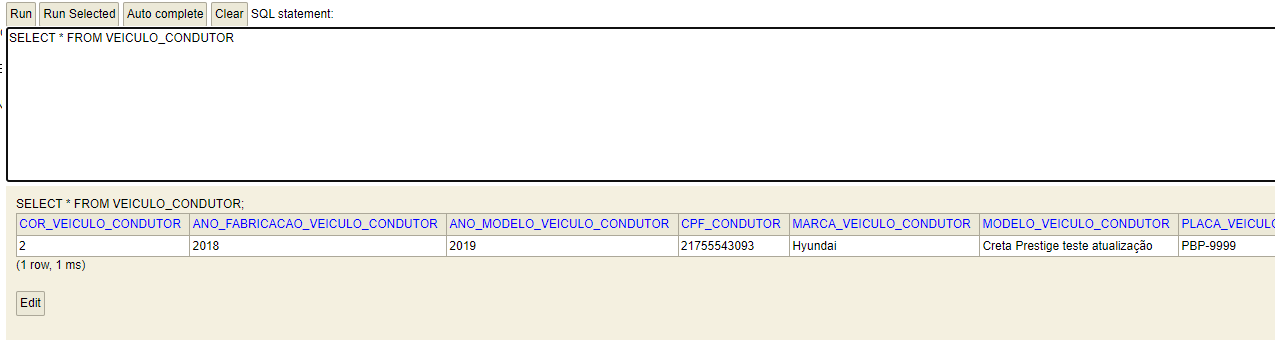 Run Run Selected Auto complete Clear SQL statement:
SELECT * FROM VEICULO_CONDUTOR
SELECT * FROM VEICULO_CONDUTOR;
COR_VEICULO_CONDUTOR ANO_FABRICACAO_VEICULO_CONDUTOR ANO_MODELO_VEICULO_CONDUTOR CPF_CONDUTOR MARCA_VEICULO_CONDUTOR MODELO_VEICULO_CONDUTOR PLACA_VEICULO
2 2018 2019 21755543093 Hyundai Creta Prestige teste atualização PBP-9999
(1 row, 1 ms)
Edit